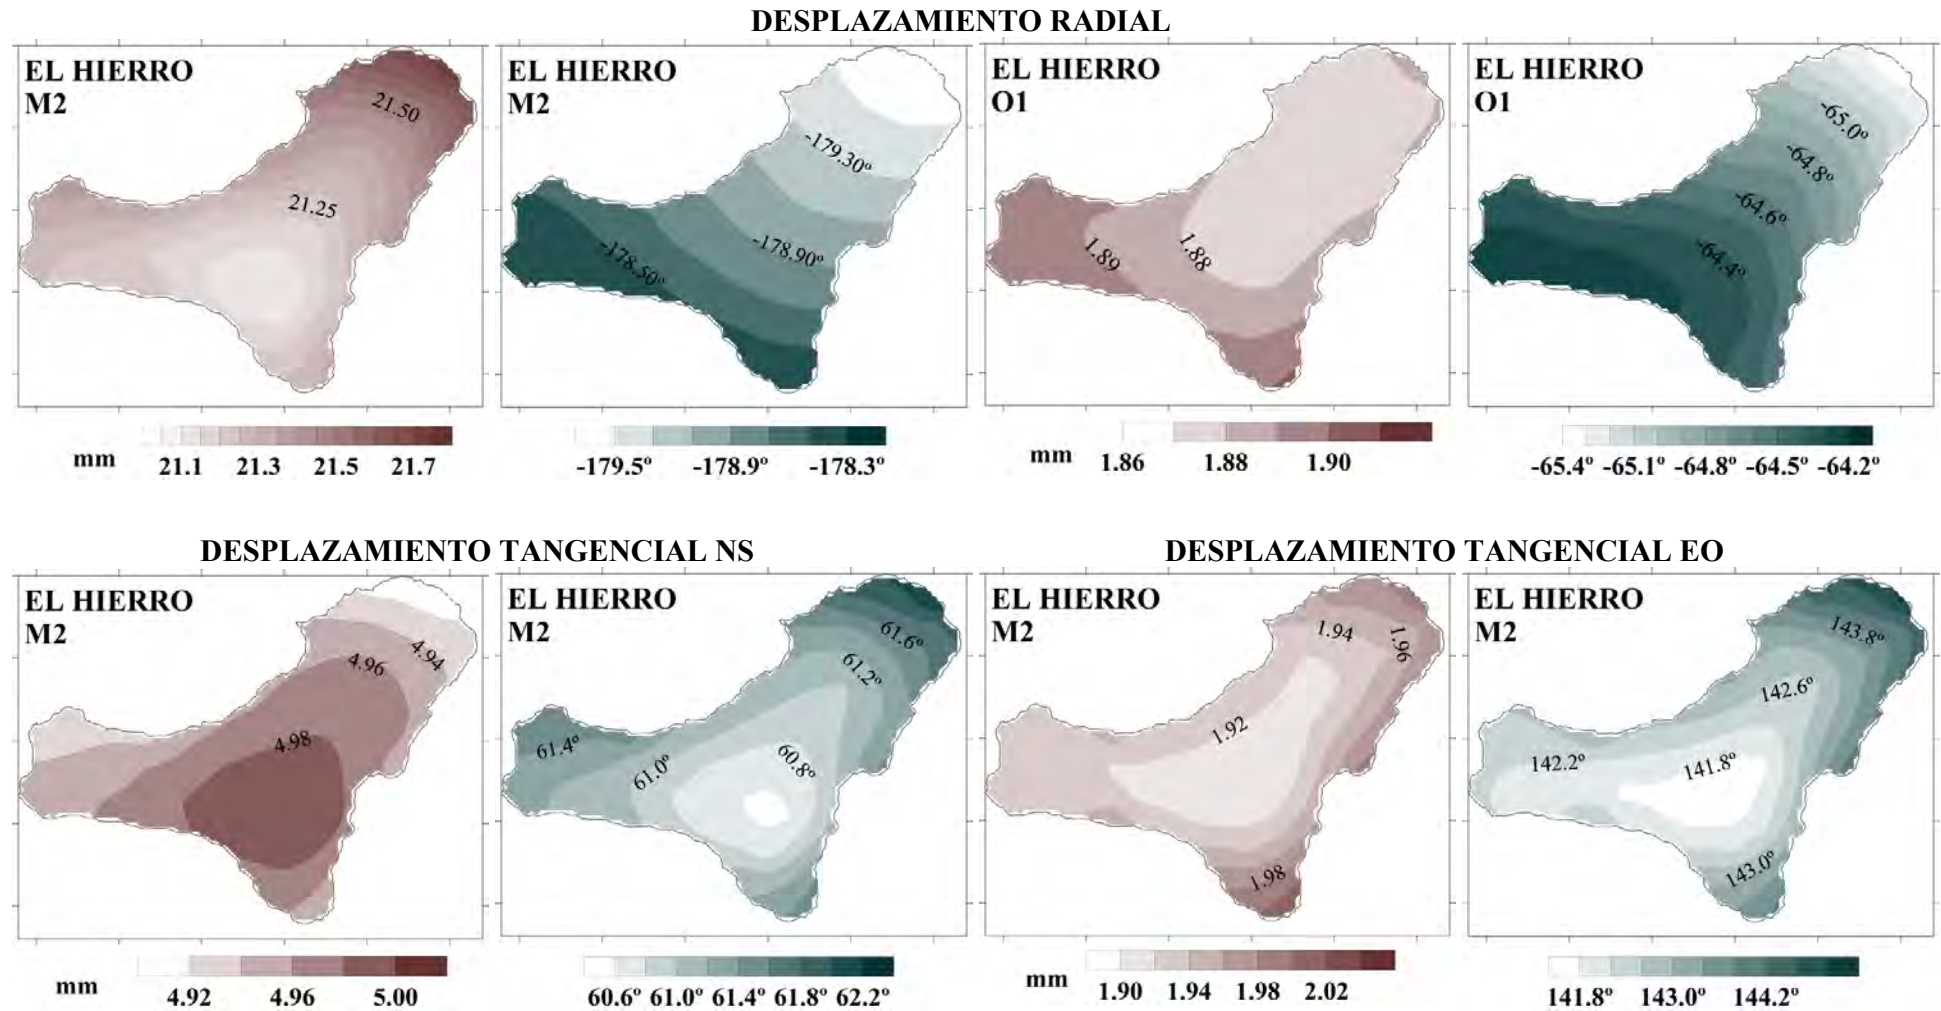 DESPLAZAMIENTO RADIAL
EL HIERRO
M2
21.50
21.25
mm
21.1 21.3 21.5 21.7
EL HIERRO
M2
-179.30º
-178.90º
-178.50º
-179.5º -178.9º -178.3º
EL HIERRO
O1
1.89
1.88
mm
1.86 1.88 1.90
EL HIERRO
O1
-65.0º
-64.8º
-64.6º
-64.4º
-65.4º -65.1º -64.8º -64.5º -64.2º
DESPLAZAMIENTO TANGENCIAL NS
EL HIERRO
M2
4.94
4.96
4.98
mm
4.92 4.96 5.00
EL HIERRO
M2
61.6º
61.2º
61.4º
61.0º
60.8º
60.6º 61.0º 61.4º 61.8º 62.2º
DESPLAZAMIENTO TANGENCIAL EO
EL HIERRO
M2
1.94
1.96
1.92
1.98
mm
1.90 1.94 1.98 2.02
EL HIERRO
M2
143.8º
142.6º
142.2º
141.8º
143.0º
141.8º 143.0º 144.2º